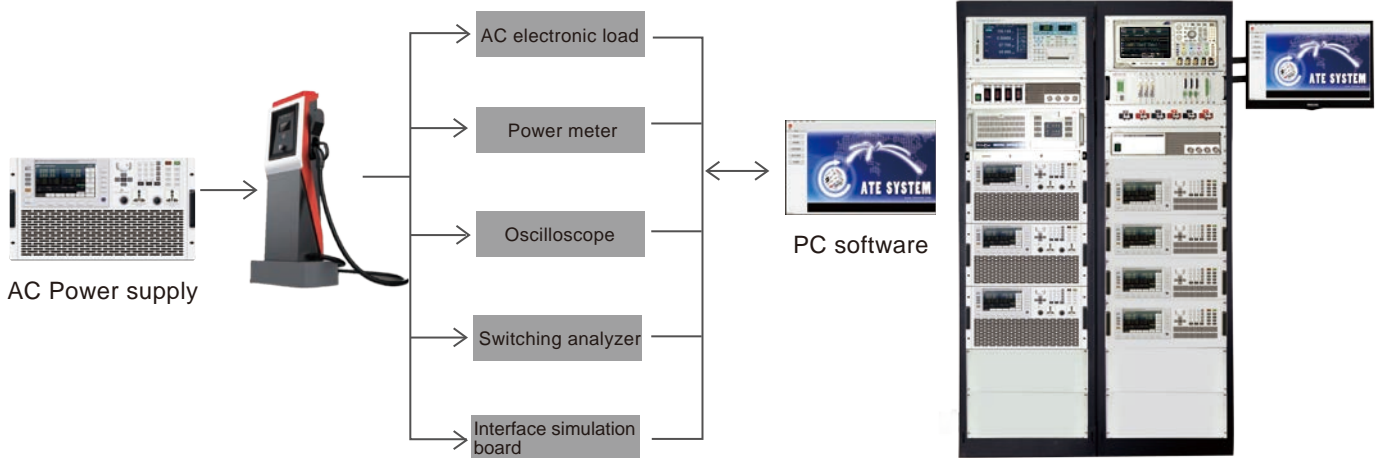 AC Power supply
AC electronic load
Power meter
Oscilloscope
Switching analyzer
Interface simulation
board
ATE SYSTEM
PC software
ATE SYSTEM